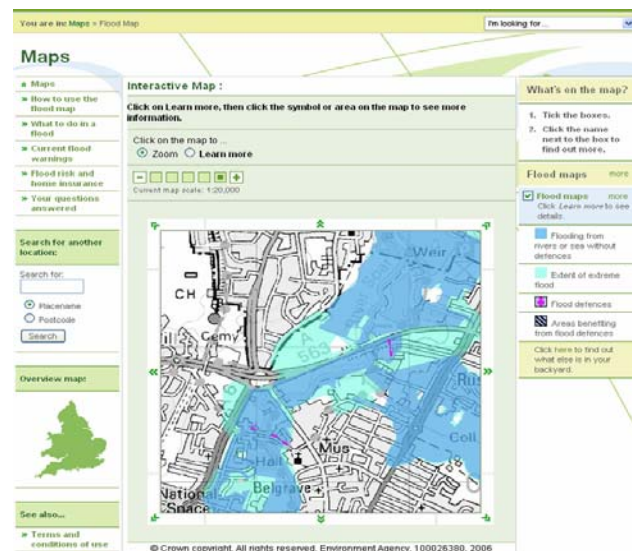 You are in: Maps » Flood Map
I'm looking for...
Maps
Maps
» How to use the
flood map
» What to do in a
flood
» Current flood
warnings
» Flood risk and
home insurance
» Your questions
answered
Search for another
location:
Search for:
Placename
Postcode
Search
Overview map:
See also...
» Terms and
conditions of use
Interactive Map :
Click on Learn more, then click the symbol or area on the map to see more
information.
Click on the map to ...
Zoom Learn more
Current map scale: 1:20,000
Weir
CH
Cemy
Rus
Coll
Mus
Hall
Belgrave
National
Space
© Crown copyright. All rights reserved. Environment Agency, 100026380, 2006
What's on the map?
1. Tick the boxes.
2. Click the name
next to the box to
find out more.
Flood maps more
Flood maps more
Click Learn more to see
details.
Flooding from
rivers or sea without
defences
Extent of extreme
flood
Flood defences
Areas benefiting
from flood defences
Click here to find out
what else is in your
backyard.